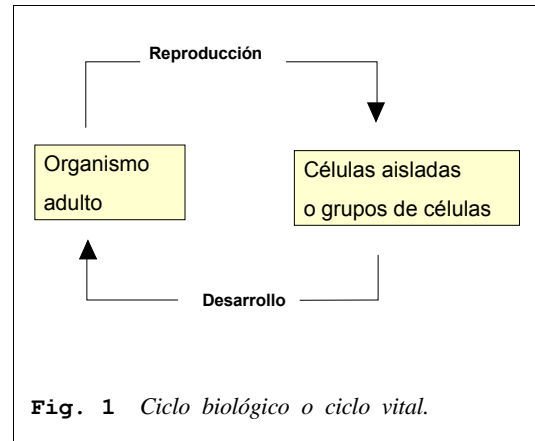 Reproducción
Organismo
adulto
Células aisladas
o grupos de células
Desarrollo
Fig. 1 Ciclo biológico o ciclo vital.